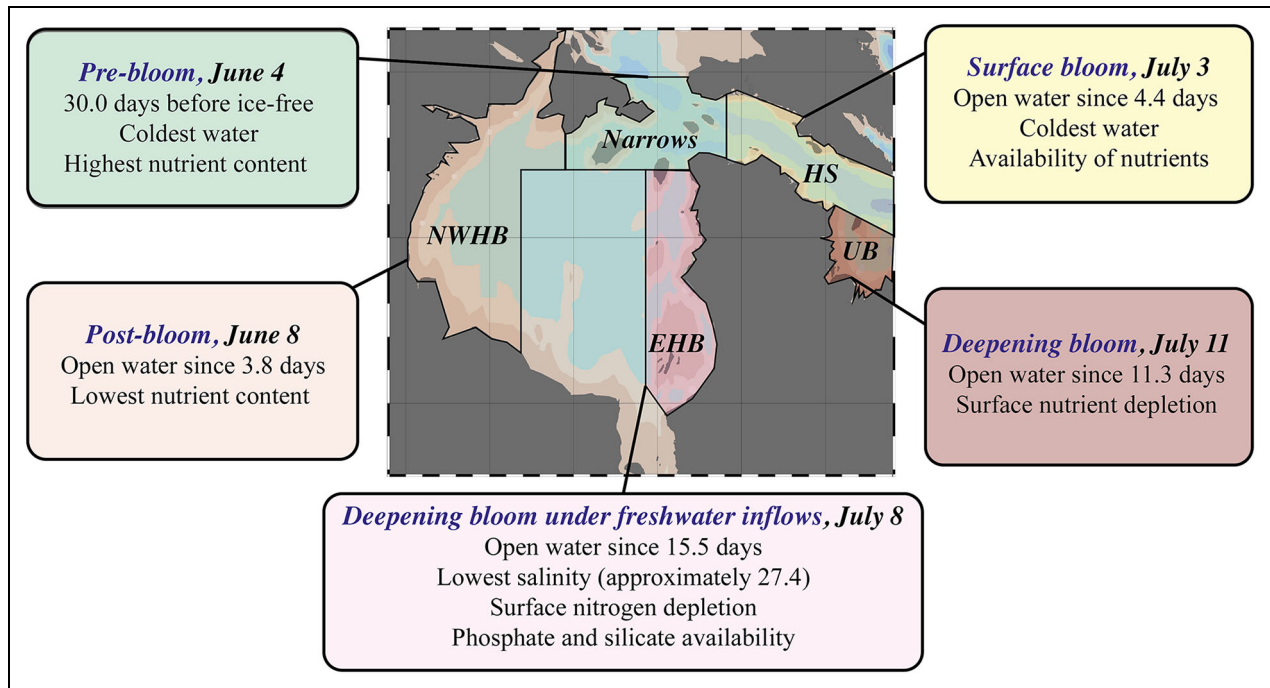 Pre-bloom, June 4
30.0 days before ice-free
Coldest water
Highest nutrient content
Surface bloom, July 3
Open water since 4.4 days
Coldest water
Availability of nutrients
Narrows
HS
NWHB
UB
EHB
Post-bloom, June 8
Open water since 3.8 days
Lowest nutrient content
Deepening bloom, July 11
Open water since 11.3 days
Surface nutrient depletion
Deepening bloom under freshwater inflows, July 8
Open water since 15.5 days
Lowest salinity (approximately 27.4)
Surface nitrogen depletion
Phosphate and silicate availability